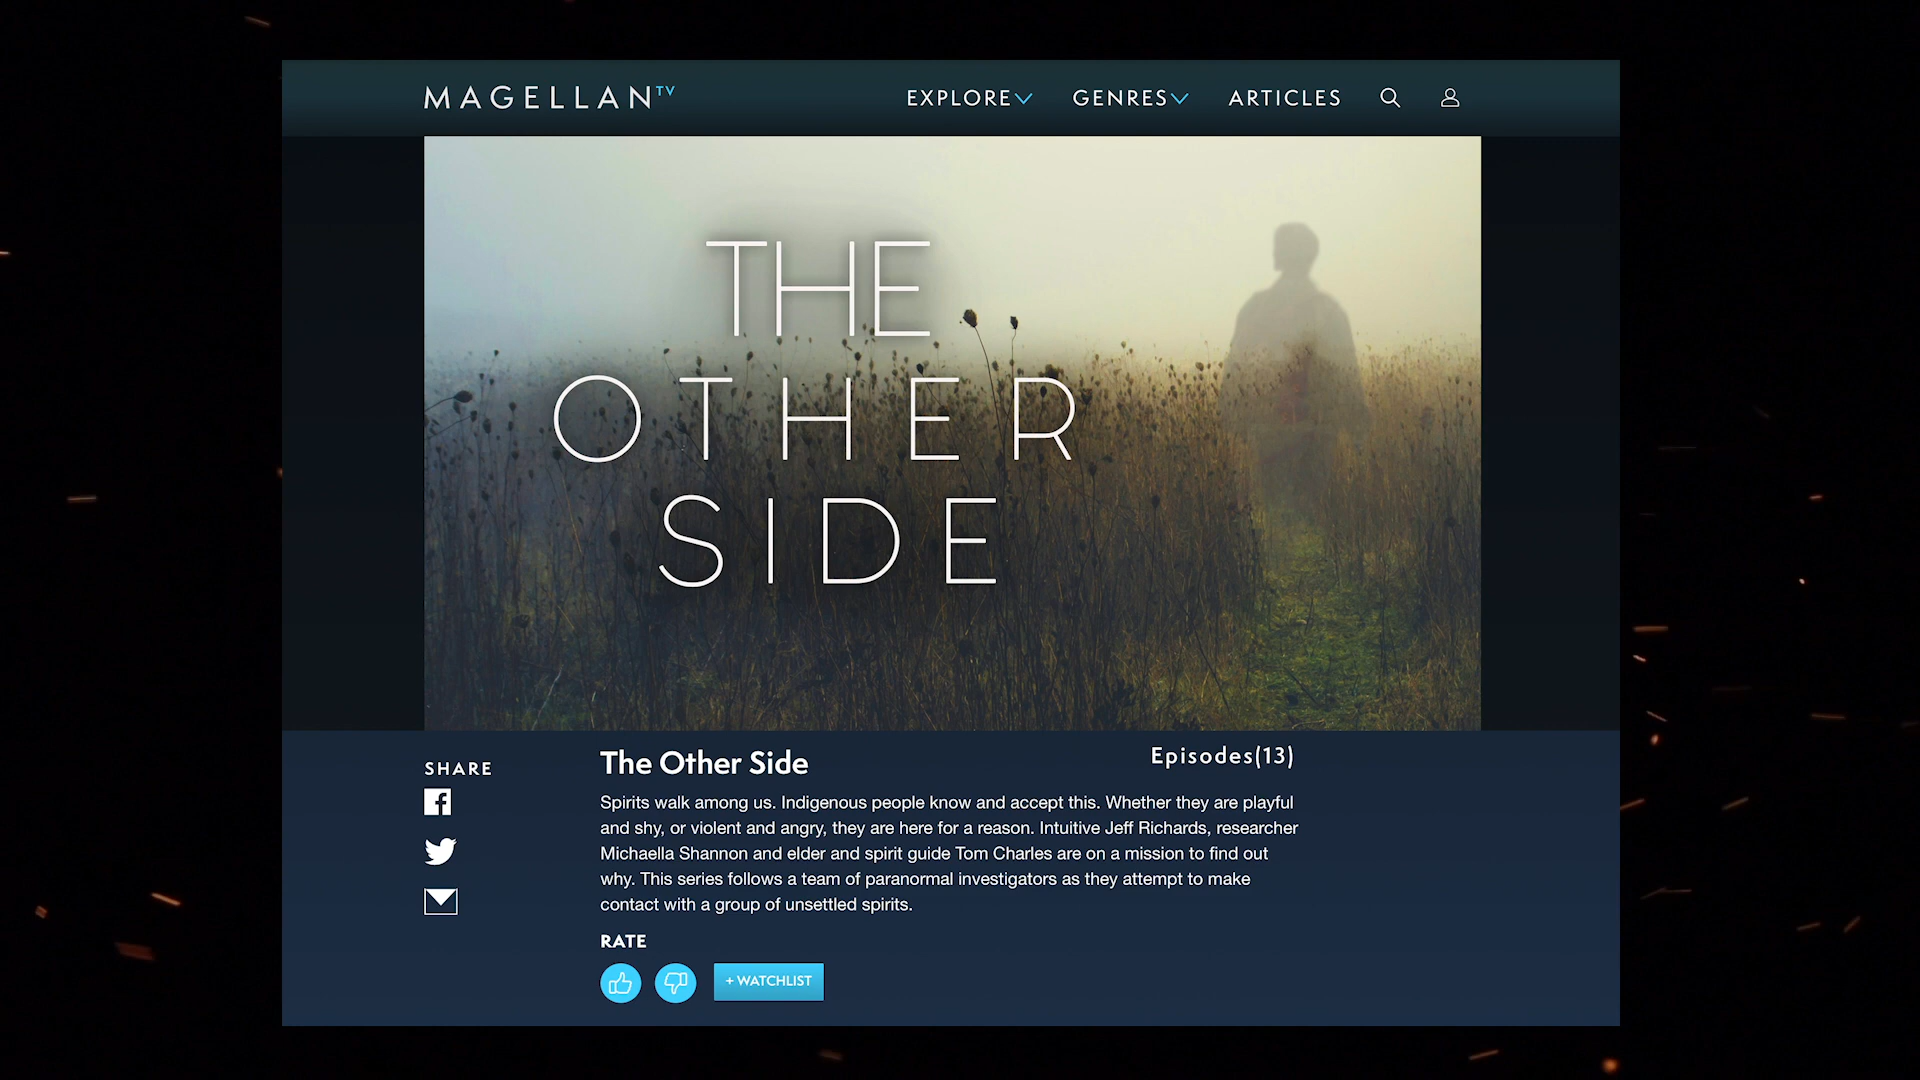 MAGELLANTV
EXPLORE
GENRES
ARTICLES
THE
OTHER
SIDE
SHARE
The Other Side
Episodes(13)
Spirits walk among us. Indigenous people know and accept this. Whether they are playful
and shy, or violent and angry, they are here for a reason. Intuitive Jeff Richards, researcher
Michaella Shannon and elder and spirit guide Tom Charles are on a mission to find out
why. This series follows a team of paranormal investigators as they attempt to make
contact with a group of unsettled spirits.
RATE
+ WATCHLIST